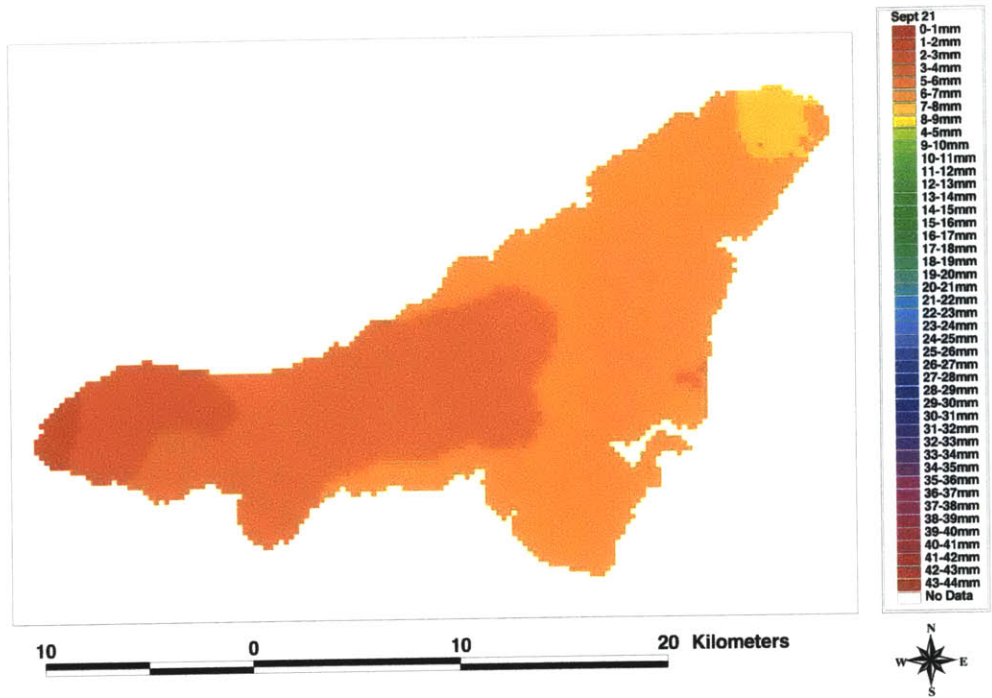 Sept 21
0-1mm
1-2mm
2-3mm
3-4mm
5-6mm
6-7mm
7-8mm
8-9mm
4-5mm
9-10mm
10-11mm
11-12mm
12-13mm
13-14mm
14-15mm
15-16mm
16-17mm
17-18mm
18-19mm
19-20mm
20-21mm
21-22mm
22-23mm
23-24mm
24-25mm
25-26mm
26-27mm
27-28mm
28-29mm
29-30mm
30-31mm
31-32mm
32-33mm
33-34mm
34-35mm
35-36mm
36-37mm
37-38mm
38-39mm
39-40mm
40-41mm
41-42mm
42-43mm
43-44mm
No Data
10 0 10 20 Kilometers
N
W E
S